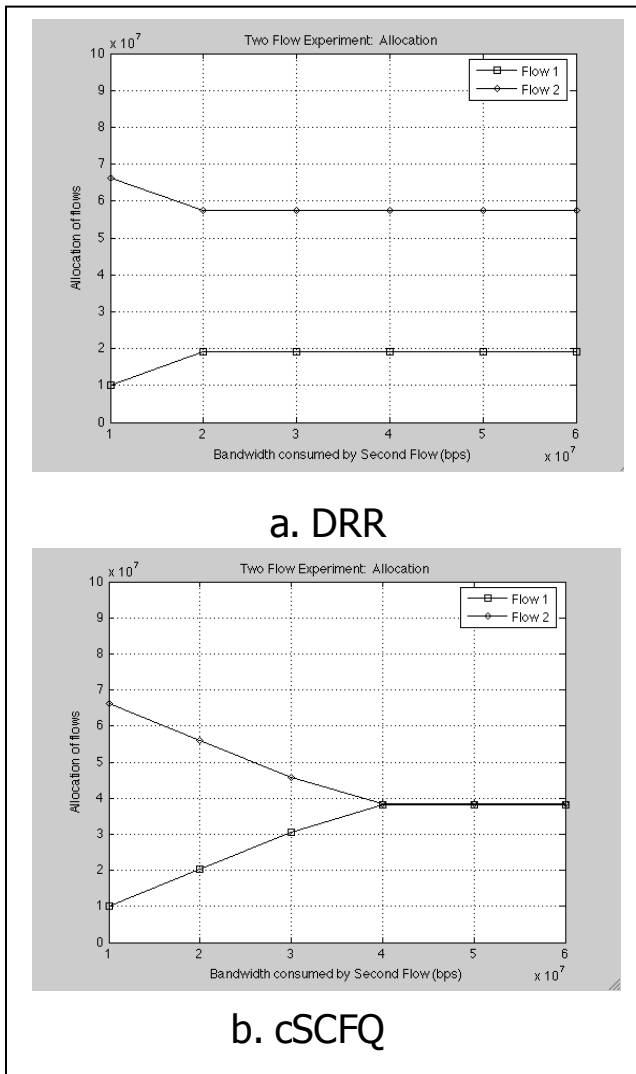 x 10^7
Two Flow Experiment: Allocation
Flow 1
Flow 2
10
9
8
7
6
5
4
3
2
1
0
Allocation of flows
1 2 3 4 5 6
Bandwidth consumed by Second Flow (bps)
x 10^7
a. DRR
x 10^7
Two Flow Experiment: Allocation
Flow 1
Flow 2
10
9
8
7
6
5
4
3
2
1
0
Allocation of flows
1 2 3 4 5 6
Bandwidth consumed by Second Flow (bps)
x 10^7
b. cSCFQ